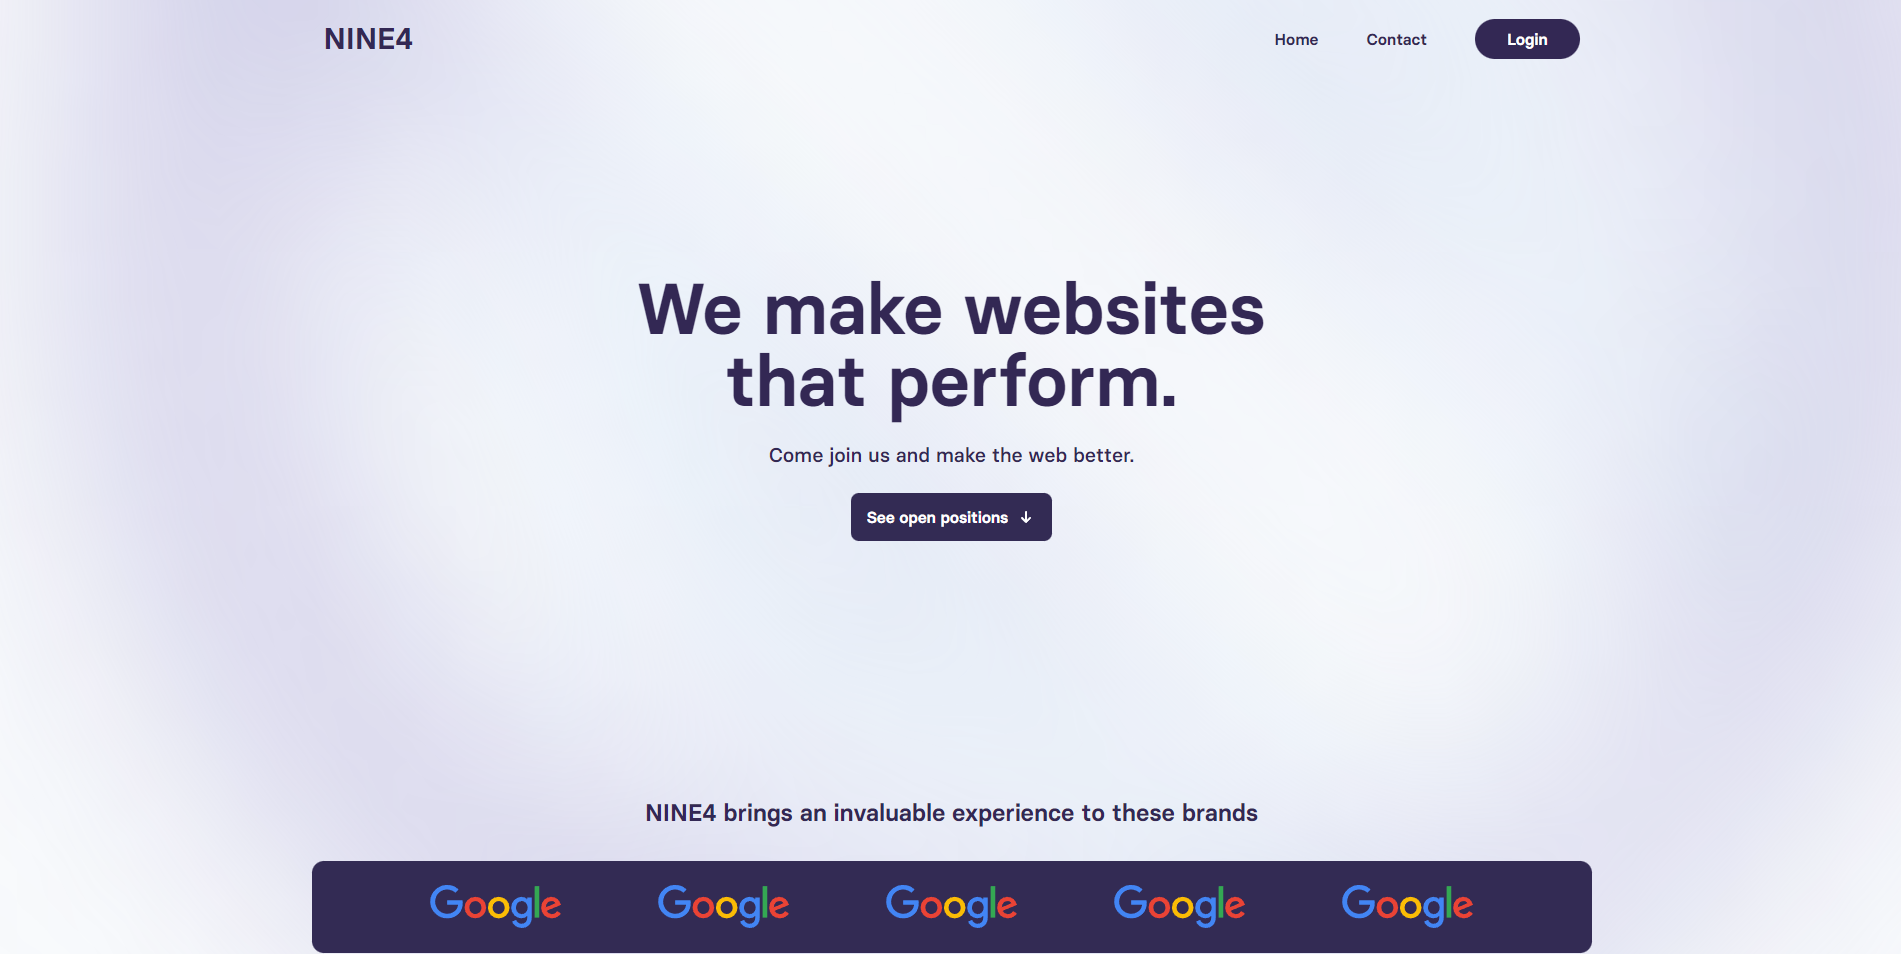 NINE4
Home
Contact
Login
We make websites
that perform.
Come join us and make the web better.
See open positions ↓
NINE4 brings an invaluable experience to these brands
Google
Google
Google
Google
Google